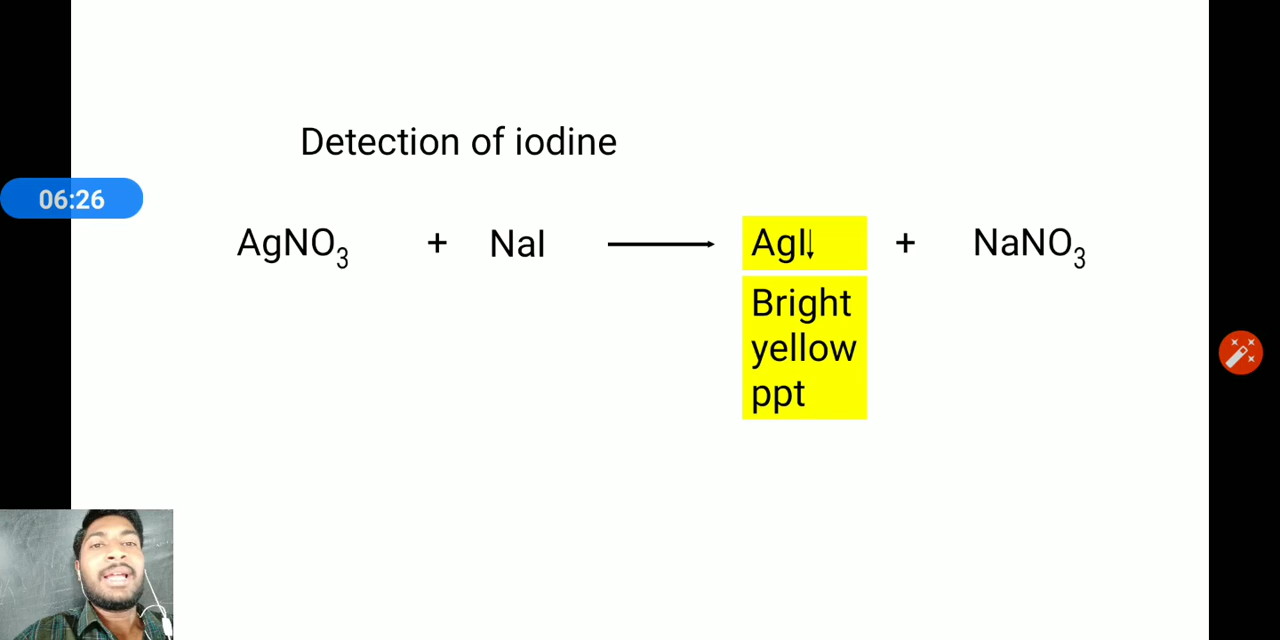 Detection of iodine
06:26
AgNO₃ + NaI ⟶ AgI↓ + NaNO₃
Bright
yellow
ppt